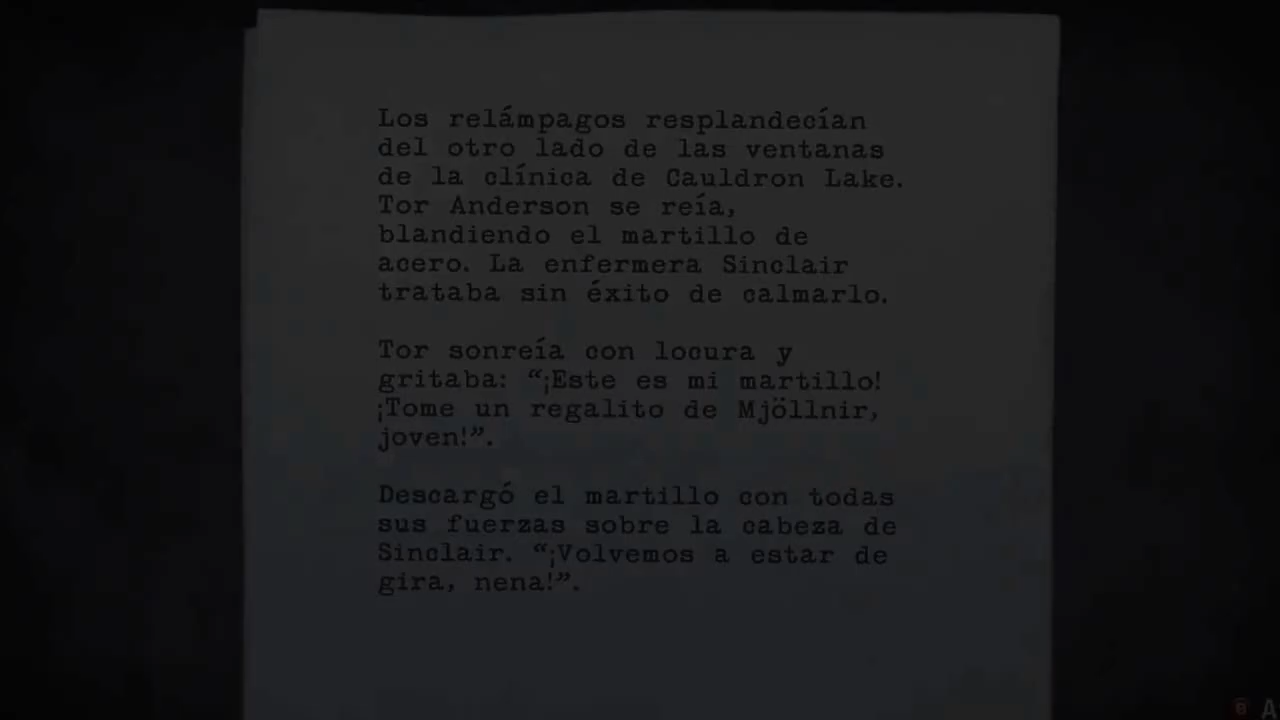 Los relámpagos resplandecían
del otro lado de las ventanas
de la clínica de Cauldron Lake.
Tor Anderson se reía,
blandiendo el martillo de
acero. La enfermera Sinclair
trataba sin éxito de calmarlo.
Tor sonreía con locura y
gritaba: “¡Este es mi martillo!
¡Tome un regalito de Mjöllnir,
joven!”.
Descargó el martillo con todas
sus fuerzas sobre la cabeza de
Sinclair. “¡Volvemos a estar de
gira, nena!”.